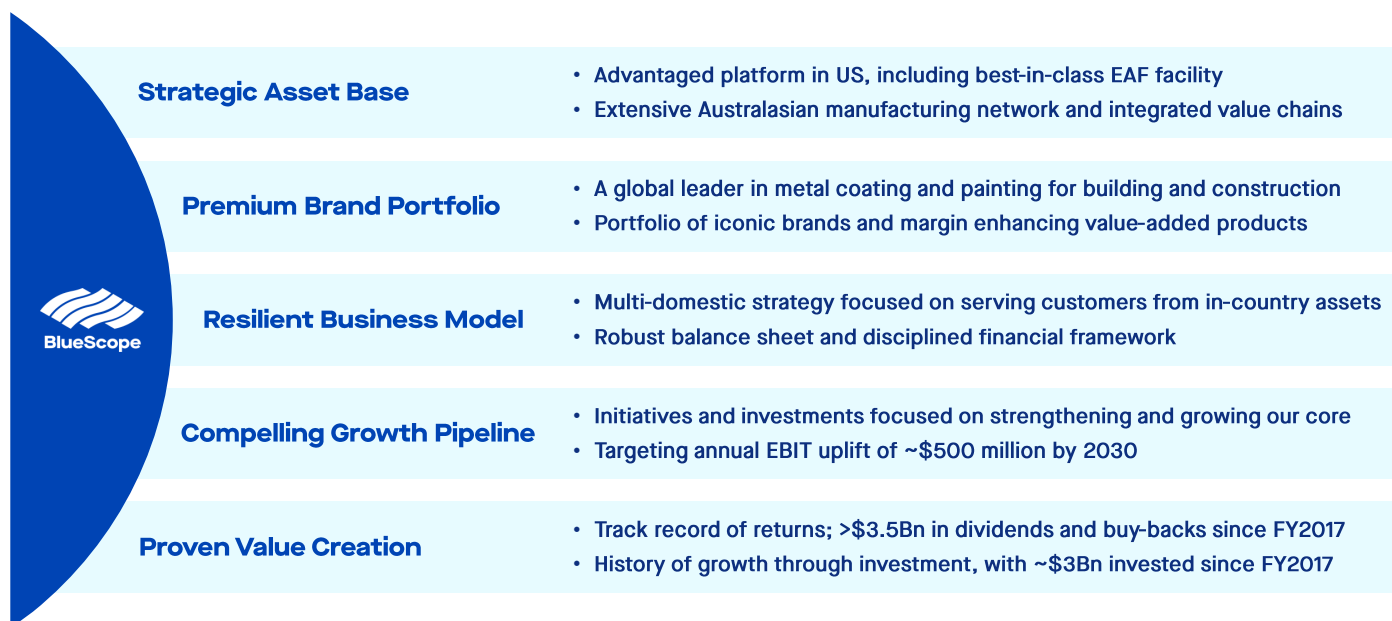 Strategic Asset Base
• Advantaged platform in US, including best-in-class EAF facility
• Extensive Australasian manufacturing network and integrated value chains
Premium Brand Portfolio
• A global leader in metal coating and painting for building and construction
• Portfolio of iconic brands and margin enhancing value-added products
BlueScope
Resilient Business Model
• Multi-domestic strategy focused on serving customers from in-country assets
• Robust balance sheet and disciplined financial framework
Compelling Growth Pipeline
• Initiatives and investments focused on strengthening and growing our core
• Targeting annual EBIT uplift of ~$500 million by 2030
Proven Value Creation
• Track record of returns; >$3.5Bn in dividends and buy-backs since FY2017
• History of growth through investment, with ~$3Bn invested since FY2017